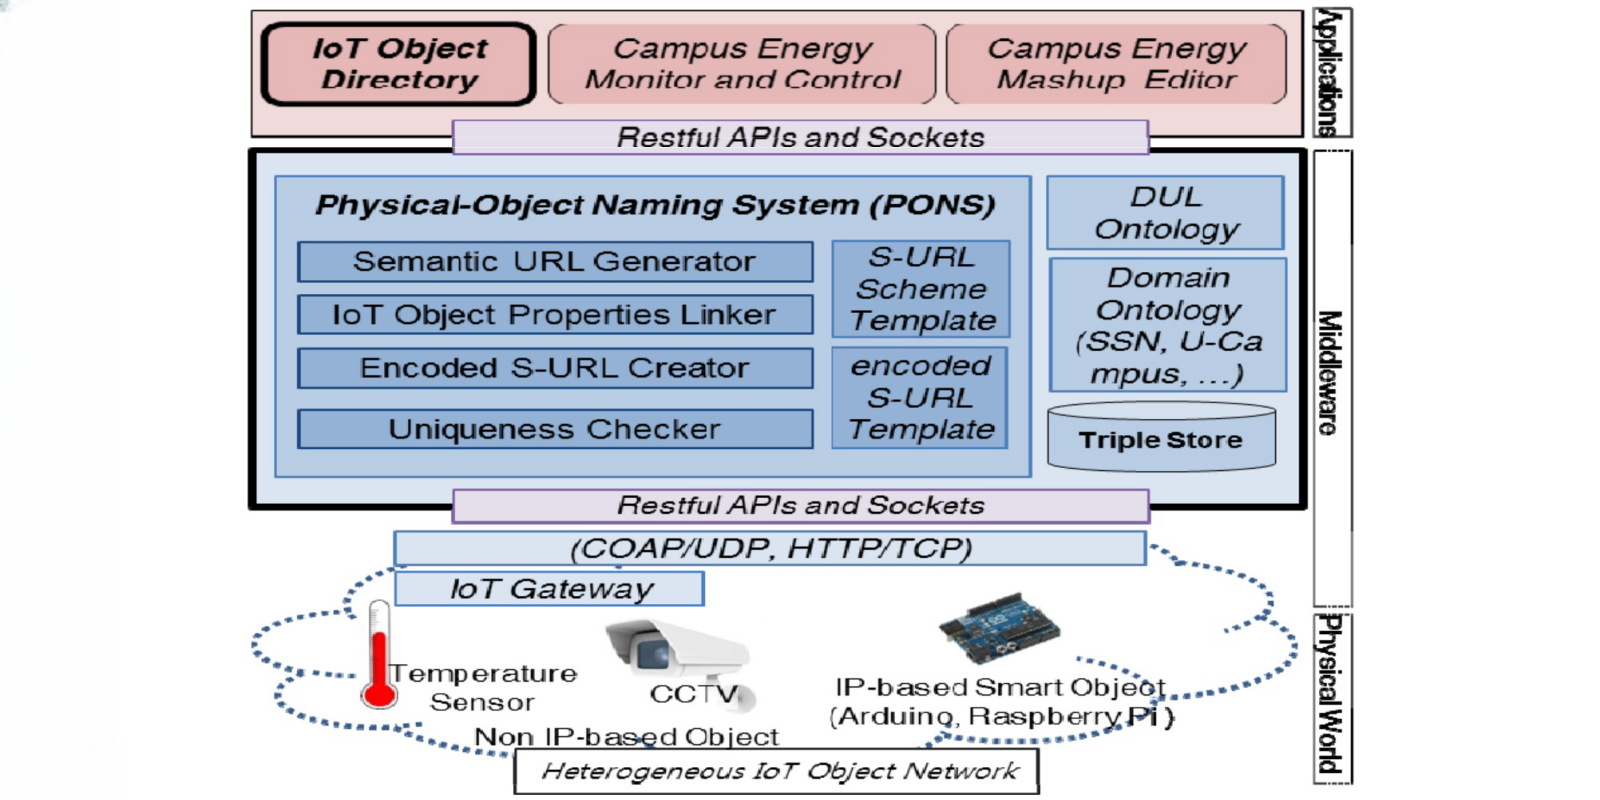 IoT Object
Directory
Campus Energy
Monitor and Control
Campus Energy
Mashup Editor
Applications
Restful APIs and Sockets
Physical-Object Naming System (PONS)
Semantic URL Generator
IoT Object Properties Linker
Encoded S-URL Creator
Uniqueness Checker
S-URL
Scheme
Template
encoded
S-URL
Template
DUL
Ontology
Domain
Ontology
(SSN, U-Ca
mpus, ...)
Triple Store
Middleware
Restful APIs and Sockets
(COAP/UDP, HTTP/TCP)
IoT Gateway
Temperature
Sensor
CCTV
Non IP-based Object
IP-based Smart Object
(Arduino, Raspberry Pi)
Physical World
Heterogeneous IoT Object Network